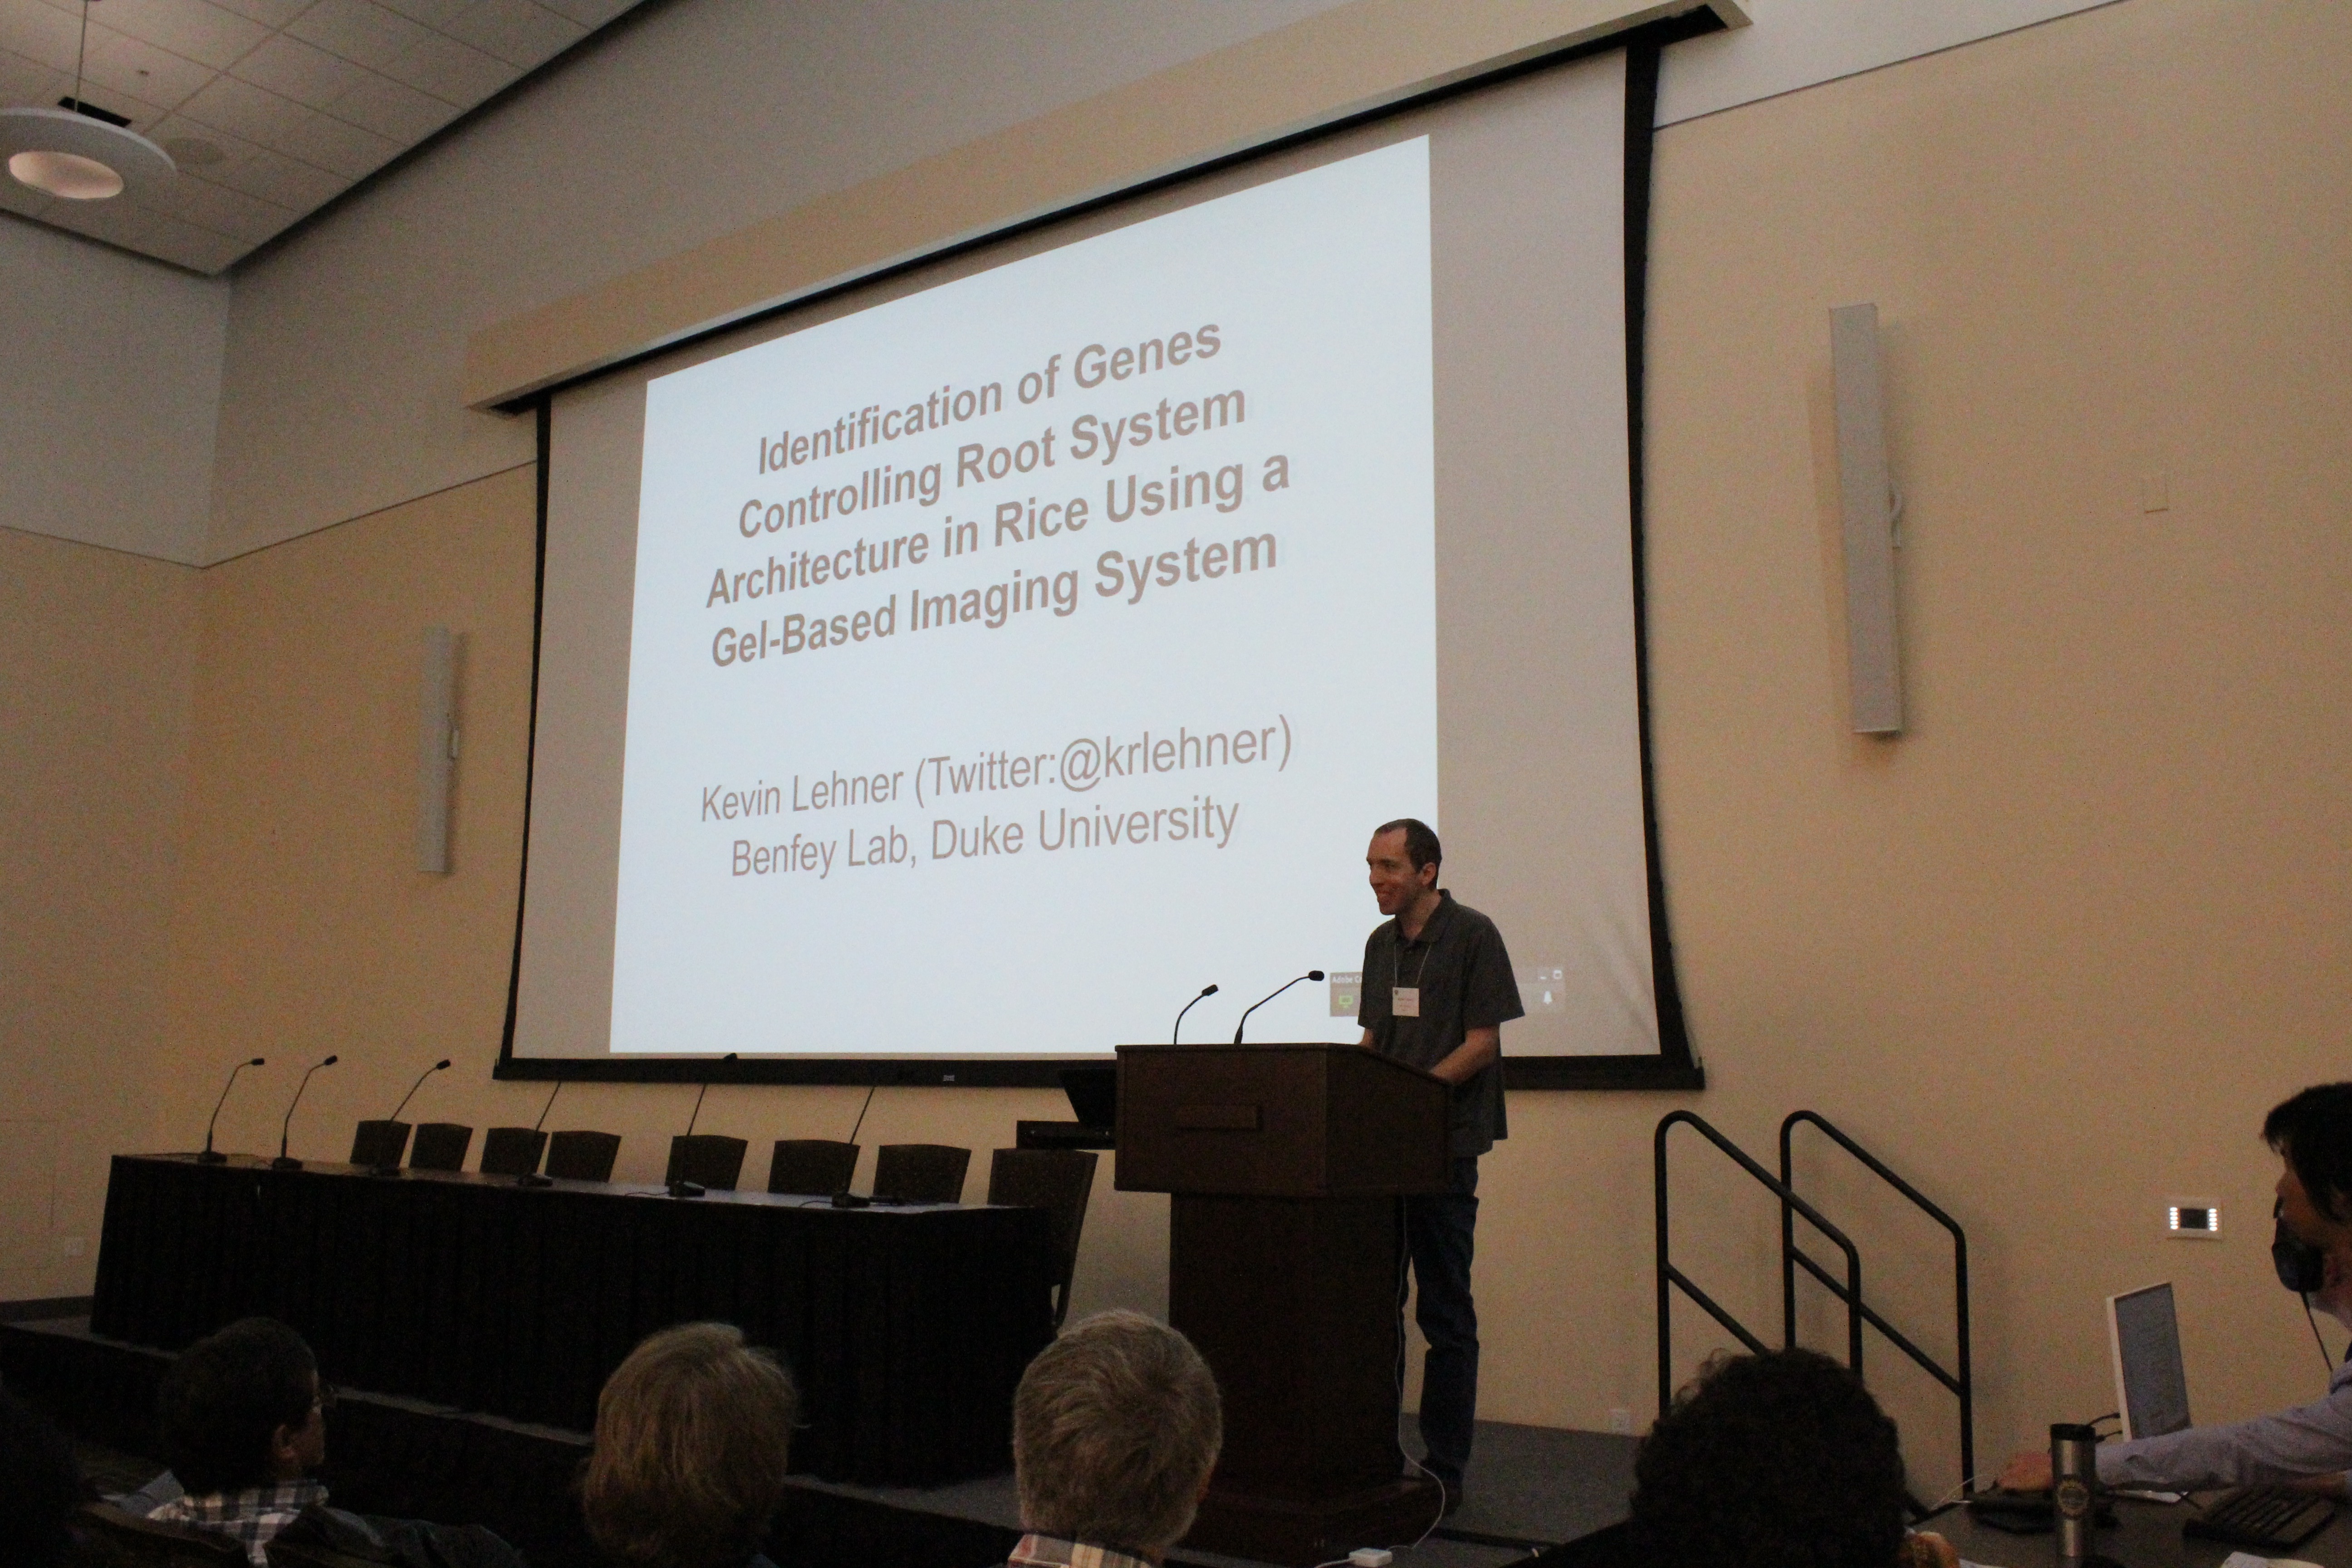 Identification of Genes
Controlling Root System
Architecture in Rice Using a
Gel-Based Imaging System
Kevin Lehner (Twitter:@krlehner)
Benfey Lab, Duke University
Adobe